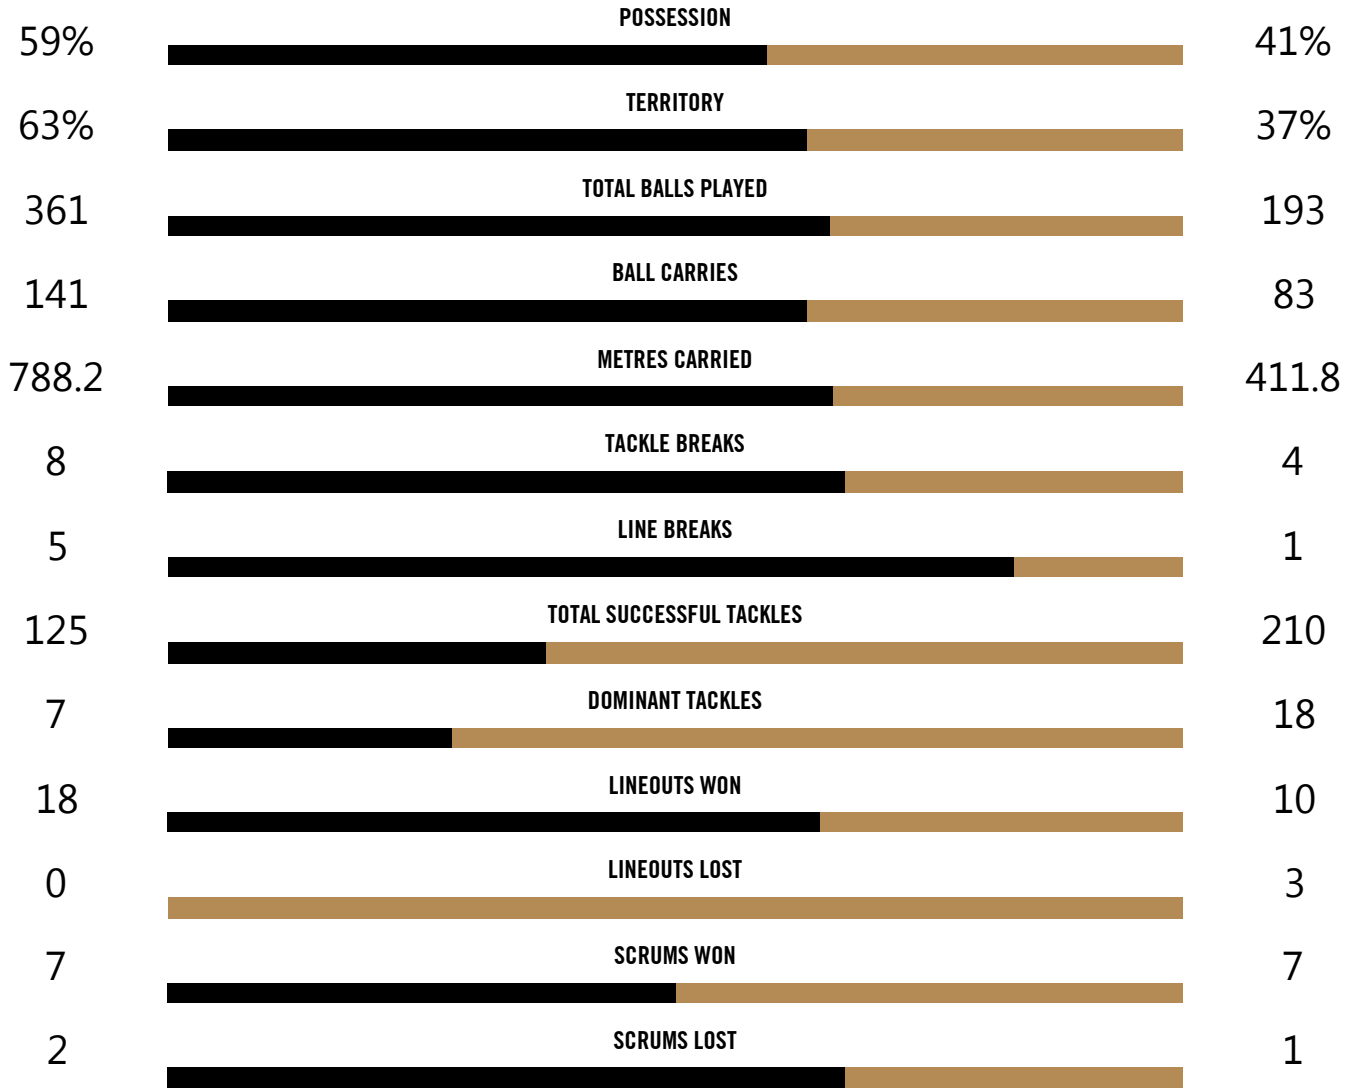 POSSESSION
59% 41%
TERRITORY
63% 37%
TOTAL BALLS PLAYED
361 193
BALL CARRIES
141 83
METRES CARRIED
788.2 411.8
TACKLE BREAKS
8 4
LINE BREAKS
5 1
TOTAL SUCCESSFUL TACKLES
125 210
DOMINANT TACKLES
7 18
LINEOUTS WON
18 10
LINEOUTS LOST
0 3
SCRUMS WON
7 7
SCRUMS LOST
2 1